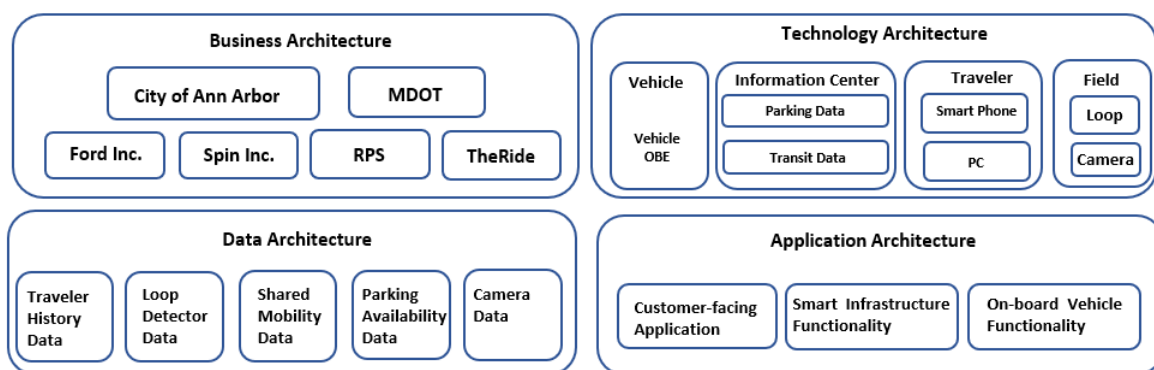 Business Architecture
City of Ann Arbor
MDOT
Ford Inc.
Spin Inc.
RPS
TheRide
Technology Architecture
Vehicle
Vehicle
OBE
Information Center
Parking Data
Transit Data
Traveler
Smart Phone
PC
Field
Loop
Camera
Data Architecture
Traveler
History
Data
Loop
Detector
Data
Shared
Mobility
Data
Parking
Availability
Data
Camera
Data
Application Architecture
Customer-facing
Application
Smart Infrastructure
Functionality
On-board Vehicle
Functionality